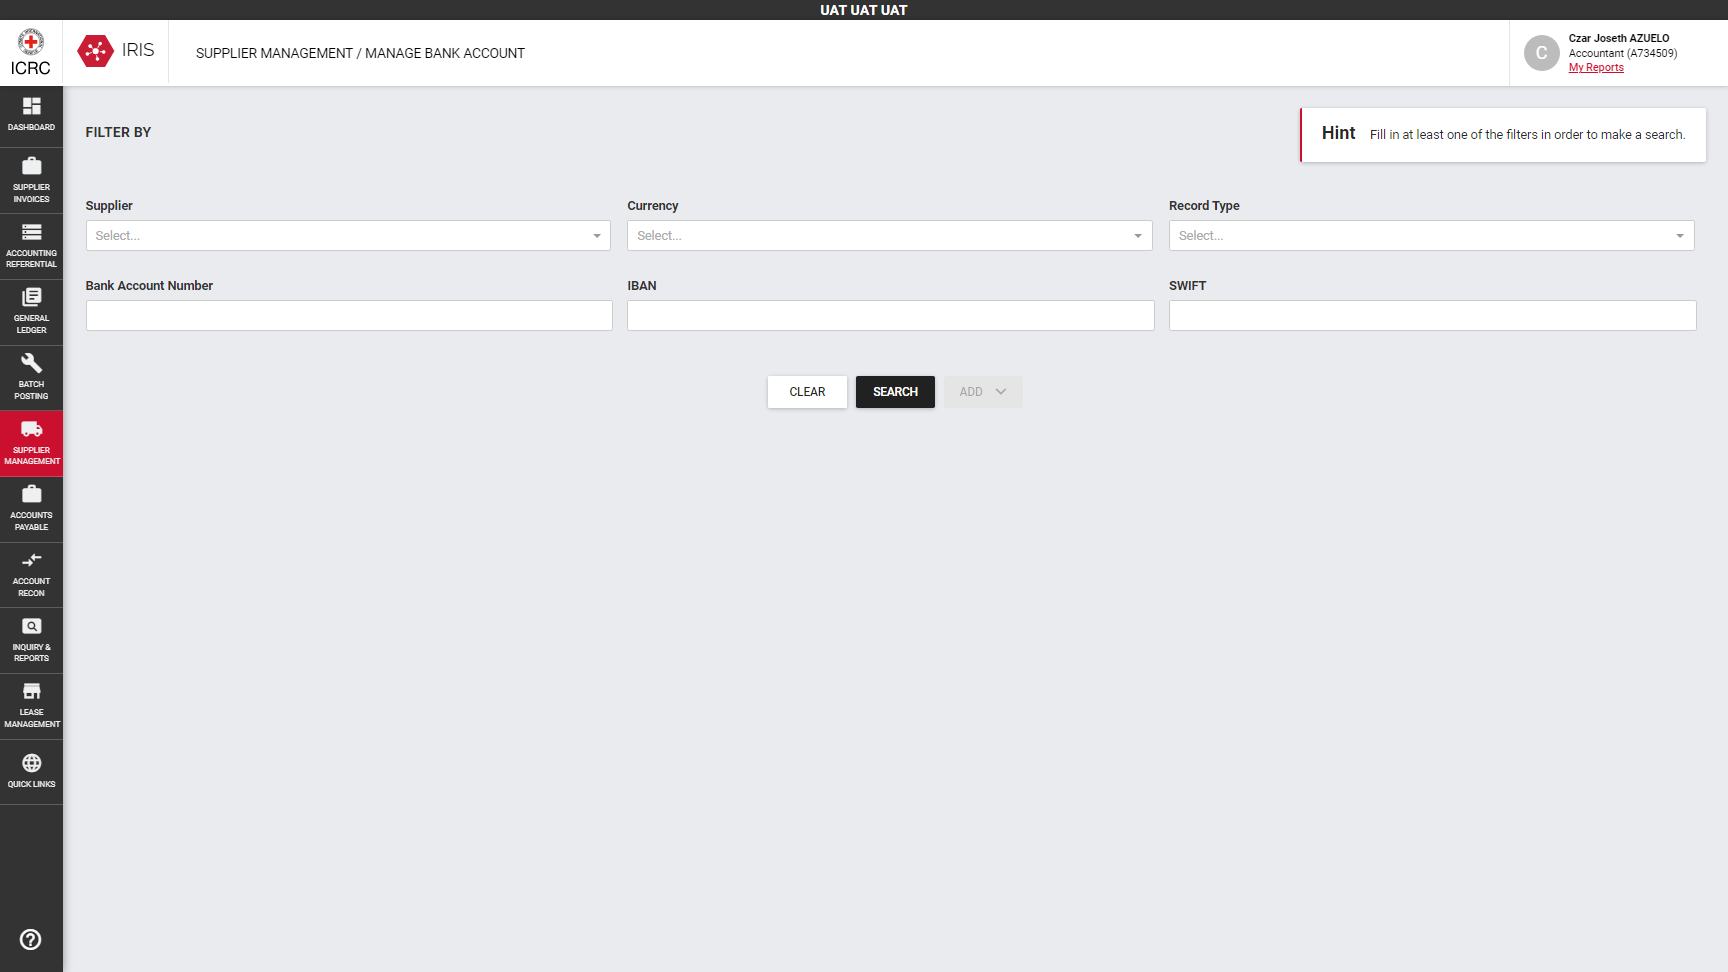 UAT UAT UAT
ICRC
IRIS
SUPPLIER MANAGEMENT / MANAGE BANK ACCOUNT
C
Czar Joseth AZUELO
Accountant (A734509)
My Reports
DASHBOARD
SUPPLIER
INVOICES
ACCOUNTING
REFERENTIAL
GENERAL
LEDGER
BATCH
POSTING
SUPPLIER
MANAGEMENT
ACCOUNTS
PAYABLE
ACCOUNT
RECON
INQUIRY &
REPORTS
LEASE
MANAGEMENT
QUICK LINKS
FILTER BY
Hint Fill in at least one of the filters in order to make a search.
Supplier
Select...
Currency
Select...
Record Type
Select...
Bank Account Number
IBAN
SWIFT
CLEAR
SEARCH
ADD